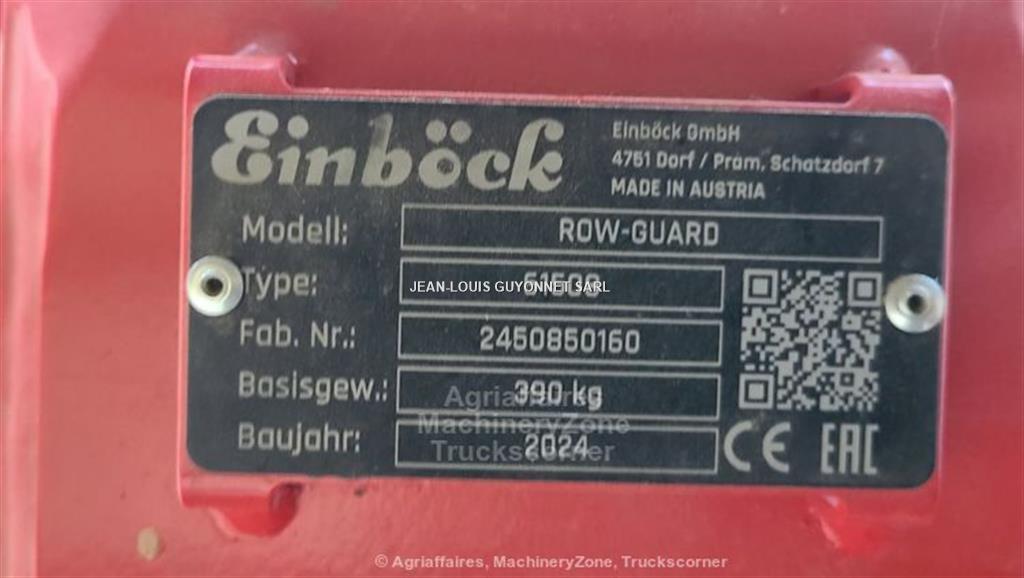 Einböck
Einböck GmbH
4751 Dorf / Pram, Schatzdorf 7
MADE IN AUSTRIA
Modell: ROW-GUARD
Type:
JEAN-LOUIS GUYONNET SARL
Fab. Nr.: 2450850160
Basisgew.: 390 kg
Baujahr: 2024
CE EAC
Agriaffaires
MachineryZone
Truckscorner
© Agriaffaires, MachineryZone, Truckscorner